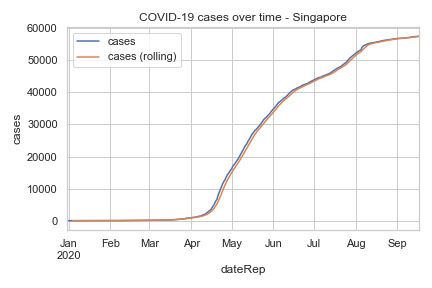 COVID-19 cases over time - Singapore
cases
cases (rolling)
60000
50000
40000
30000
20000
10000
0
cases
Jan Feb Mar Apr May Jun Jul Aug Sep
2020
dateRep